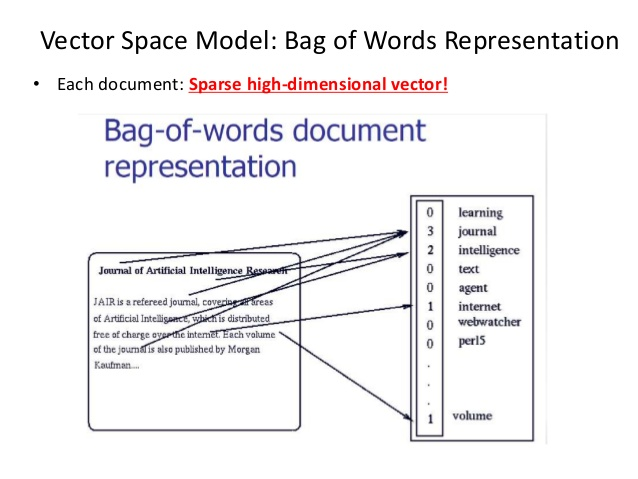 Vector Space Model: Bag of Words Representation
• Each document: Sparse high-dimensional vector!
Bag-of-words document
representation
Journal of Artificial Intelligence Research
JAIR is a refereed journal, covering all areas
of Artificial Intelligence, which is distributed
free of charge over the internet. Each volume
of the journal is also published by Morgan
Kaufman....
0 learning
3 journal
2 intelligence
0 text
0 agent
1 internet
0 webwatcher
0 perl5
.
.
.
1 volume